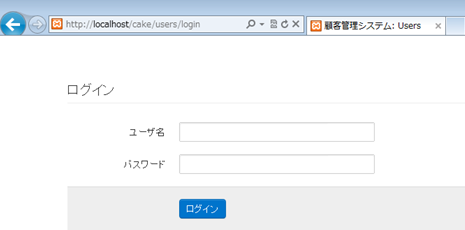 http://localhost/cake/users/login
顧客管理システム: Users
ログイン
ユーザ名
パスワード
ログイン